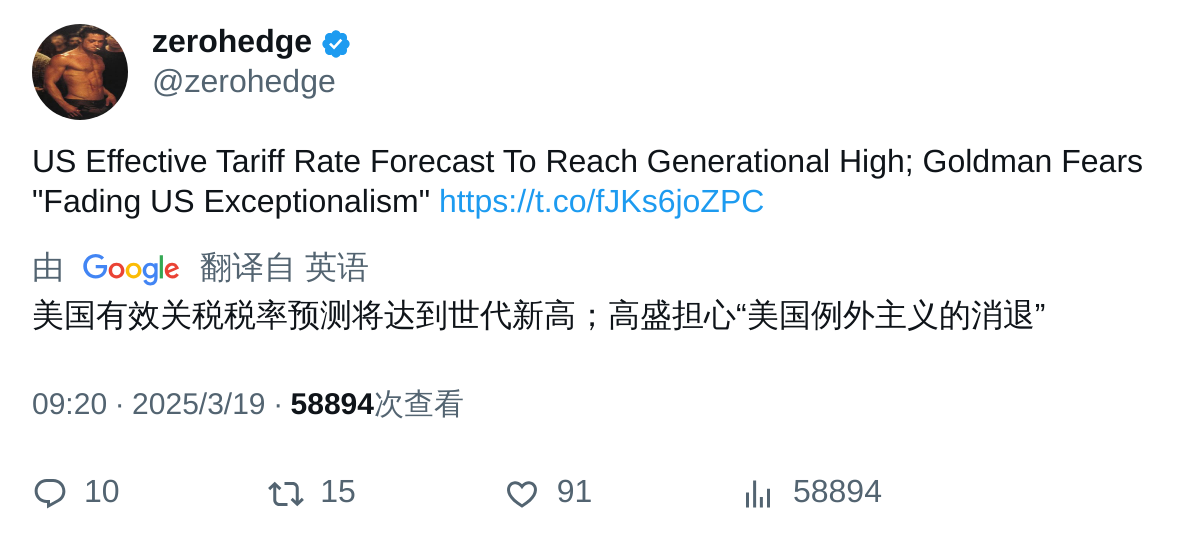 zerohedge
@zerohedge
US Effective Tariff Rate Forecast To Reach Generational High; Goldman Fears
"Fading US Exceptionalism" https://t.co/fJKs6joZPC
由 Google 翻译自 英语
美国有效关税税率预测将达到世代新高；高盛担心“美国例外主义的消退”
09:20 · 2025/3/19 · 58894次查看
10 15 91 58894